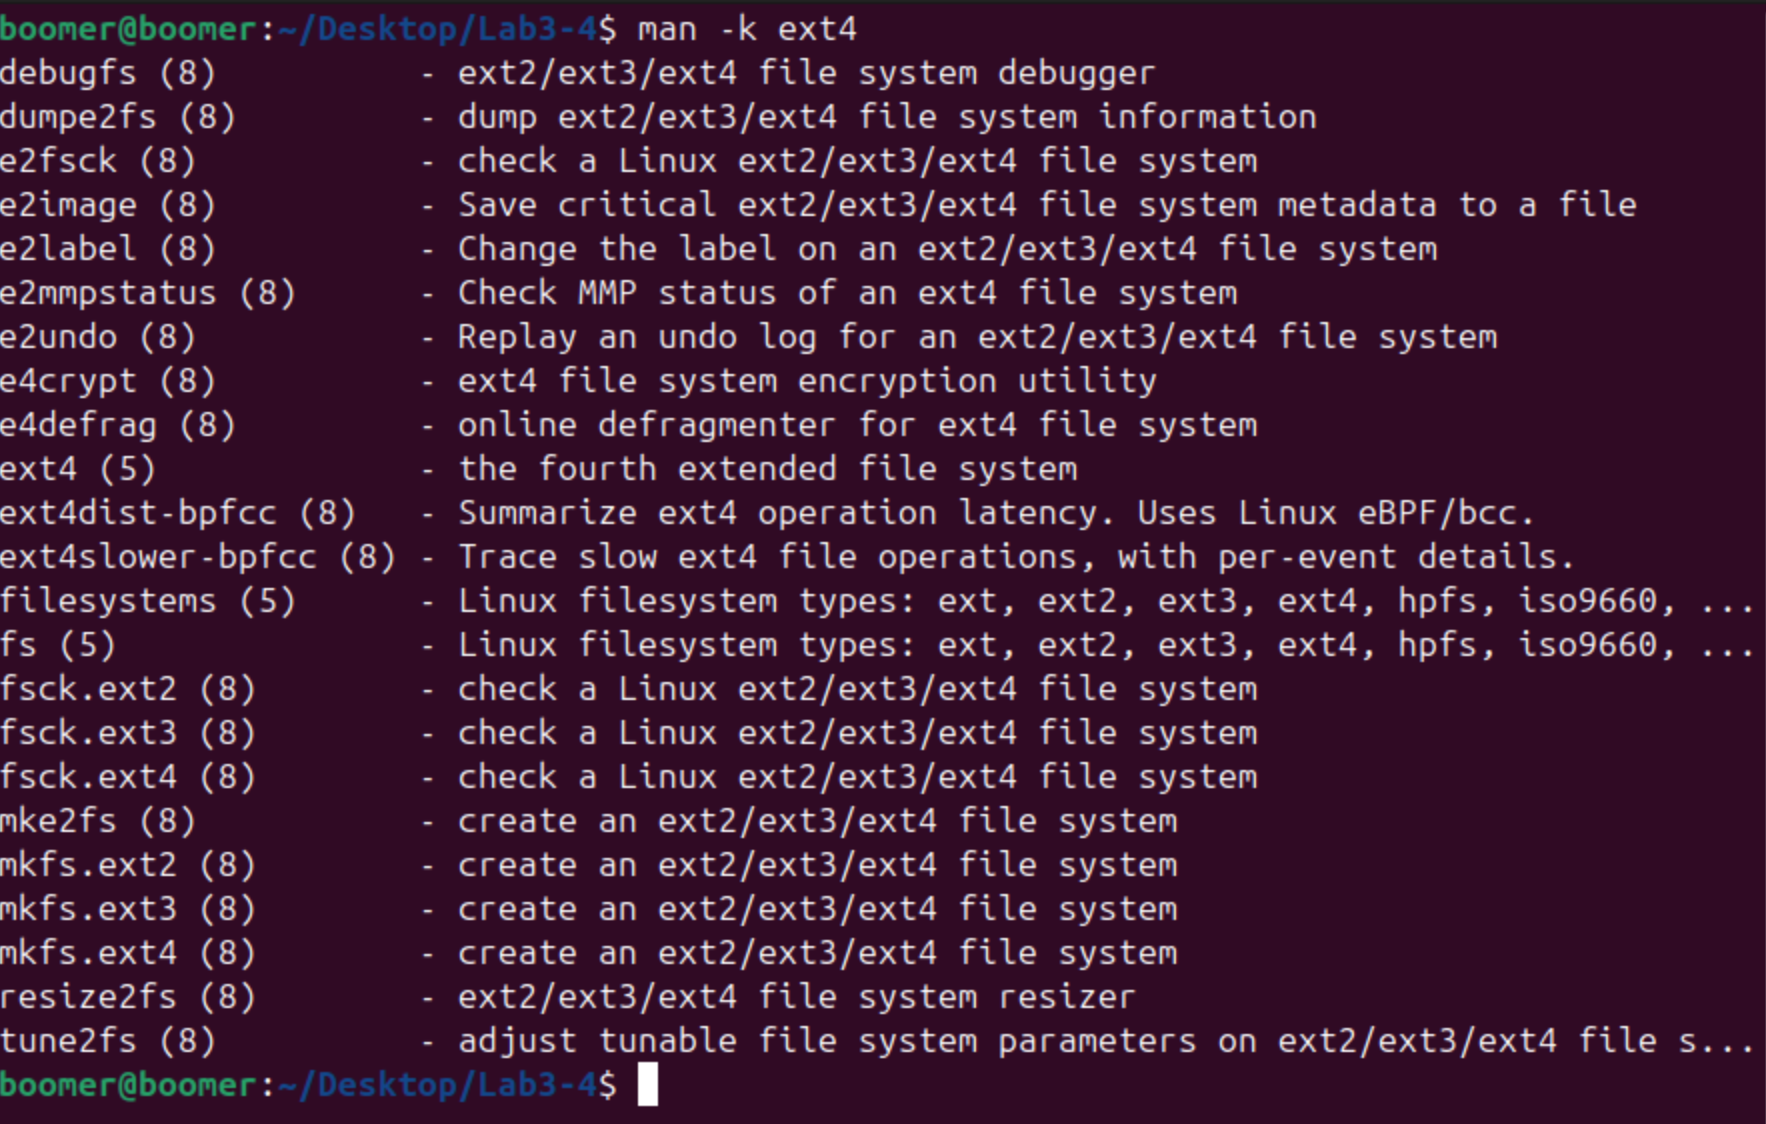 boomer@boomer:~/Desktop/Lab3-4$ man -k ext4
debugfs (8)          - ext2/ext3/ext4 file system debugger
dumpe2fs (8)         - dump ext2/ext3/ext4 file system information
e2fsck (8)           - check a Linux ext2/ext3/ext4 file system
e2image (8)          - Save critical ext2/ext3/ext4 file system metadata to a file
e2label (8)          - Change the label on an ext2/ext3/ext4 file system
e2mmpstatus (8)      - Check MMP status of an ext4 file system
e2undo (8)           - Replay an undo log for an ext2/ext3/ext4 file system
e4crypt (8)          - ext4 file system encryption utility
e4defrag (8)         - online defragmenter for ext4 file system
ext4 (5)             - the fourth extended file system
ext4dist-bpfcc (8)   - Summarize ext4 operation latency. Uses Linux eBPF/bcc.
ext4slower-bpfcc (8) - Trace slow ext4 file operations, with per-event details.
filesystems (5)      - Linux filesystem types: ext, ext2, ext3, ext4, hpfs, iso9660, ...
fs (5)               - Linux filesystem types: ext, ext2, ext3, ext4, hpfs, iso9660, ...
fsck.ext2 (8)        - check a Linux ext2/ext3/ext4 file system
fsck.ext3 (8)        - check a Linux ext2/ext3/ext4 file system
fsck.ext4 (8)        - check a Linux ext2/ext3/ext4 file system
mke2fs (8)           - create an ext2/ext3/ext4 file system
mkfs.ext2 (8)        - create an ext2/ext3/ext4 file system
mkfs.ext3 (8)        - create an ext2/ext3/ext4 file system
mkfs.ext4 (8)        - create an ext2/ext3/ext4 file system
resize2fs (8)        - ext2/ext3/ext4 file system resizer
tune2fs (8)          - adjust tunable file system parameters on ext2/ext3/ext4 file s...
boomer@boomer:~/Desktop/Lab3-4$